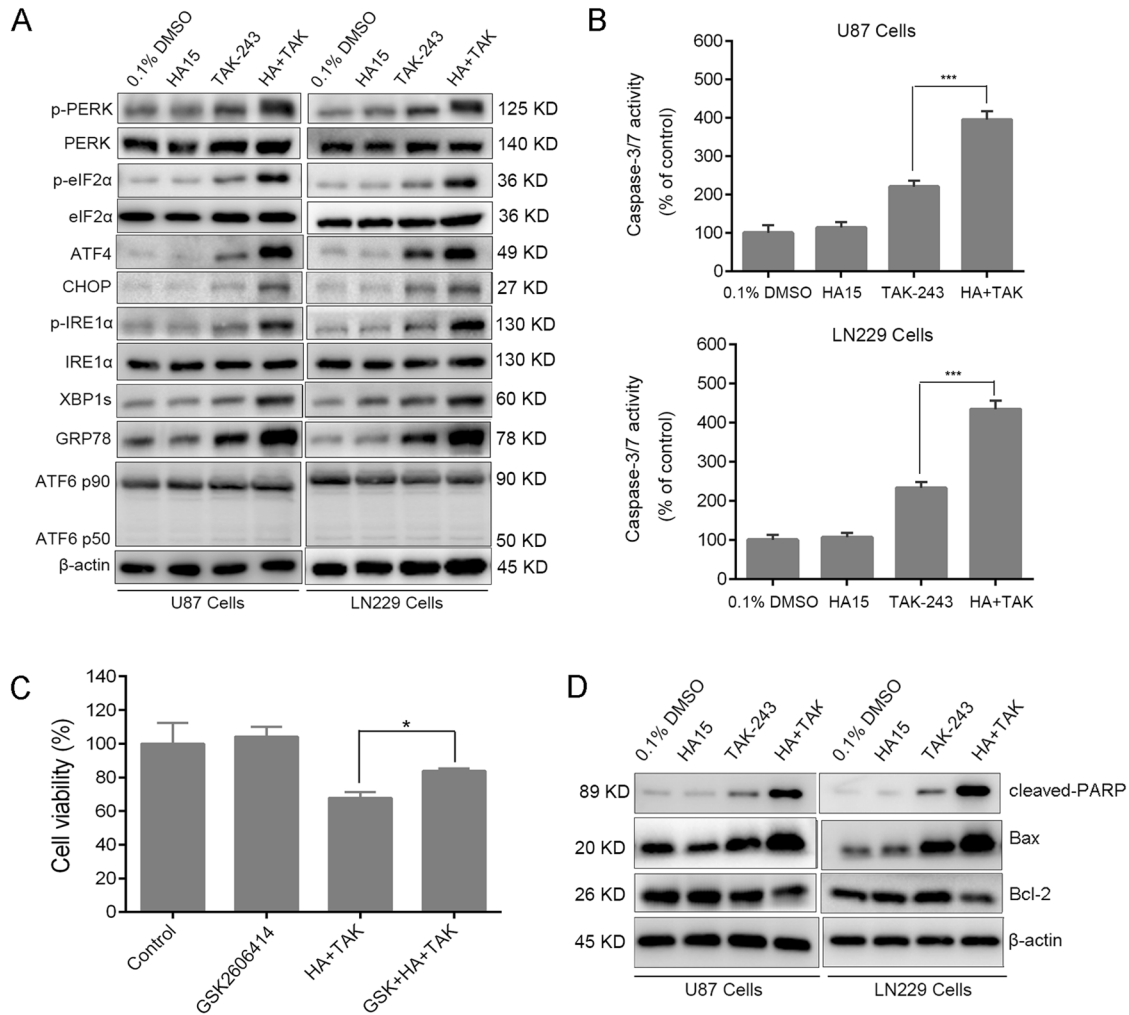 A
0.1% DMSO HA15 TAK-243 HA+TAK 0.1% DMSO HA15 TAK-243 HA+TAK
p-PERK 125 KD
PERK 140 KD
p-eIF2α 36 KD
eIF2α 36 KD
ATF4 49 KD
CHOP 27 KD
p-IRE1α 130 KD
IRE1α 130 KD
XBP1s 60 KD
GRP78 78 KD
ATF6 p90 90 KD
ATF6 p50 50 KD
β-actin 45 KD
U87 Cells LN229 Cells
B
U87 Cells
Caspase-3/7 activity
(% of control)
600
500
400
300
200
100
0
***
0.1% DMSO HA15 TAK-243 HA+TAK
LN229 Cells
Caspase-3/7 activity
(% of control)
600
500
400
300
200
100
0
***
0.1% DMSO HA15 TAK-243 HA+TAK
C
Cell viability (%)
140
120
100
80
60
40
20
0
*
Control GSK2606414 HA+TAK GSK+HA+TAK
D
0.1% DMSO HA15 TAK-243 HA+TAK 0.1% DMSO HA15 TAK-243 HA+TAK
89 KD cleaved-PARP
20 KD Bax
26 KD Bcl-2
45 KD β-actin
U87 Cells LN229 Cells